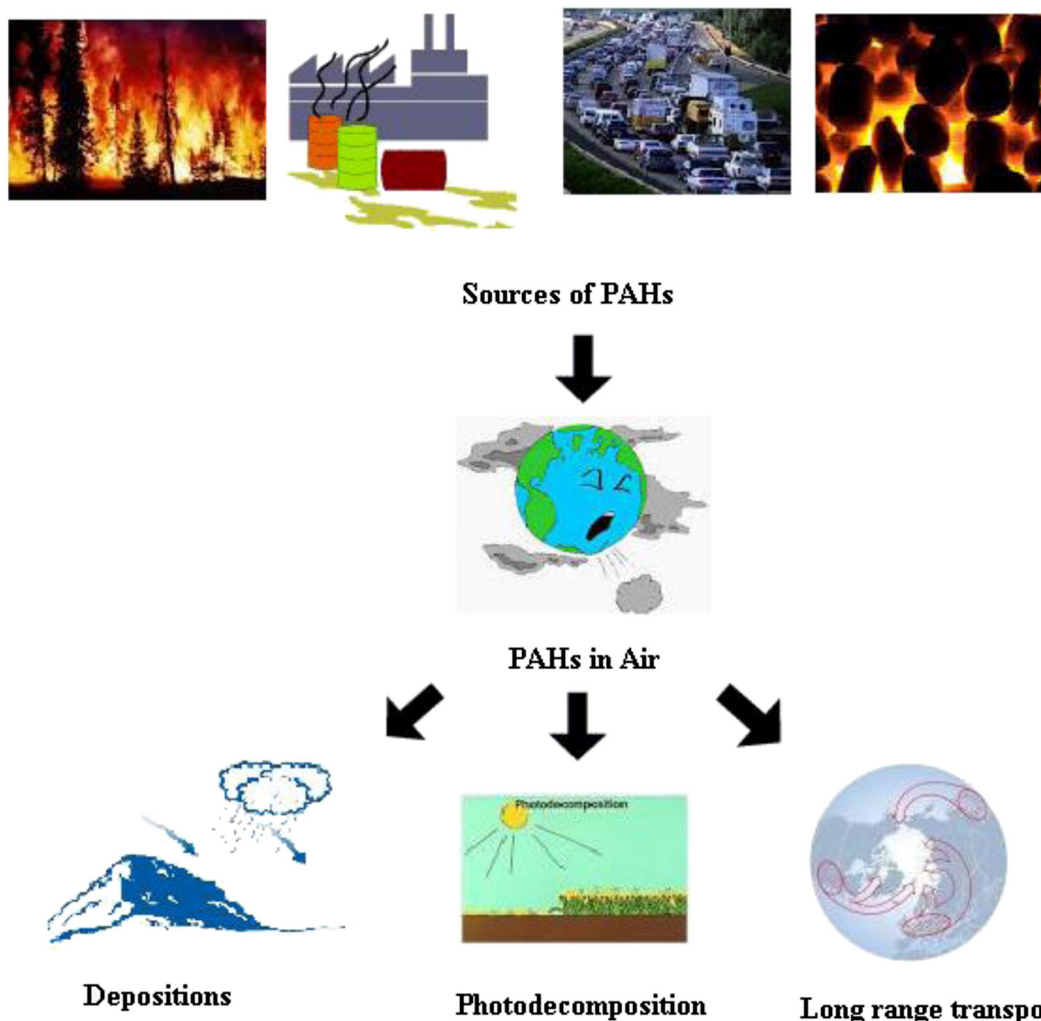 Sources of PAHs
PAHs in Air
Photodecomposition
Depositions
Photodecomposition
Long range transpo